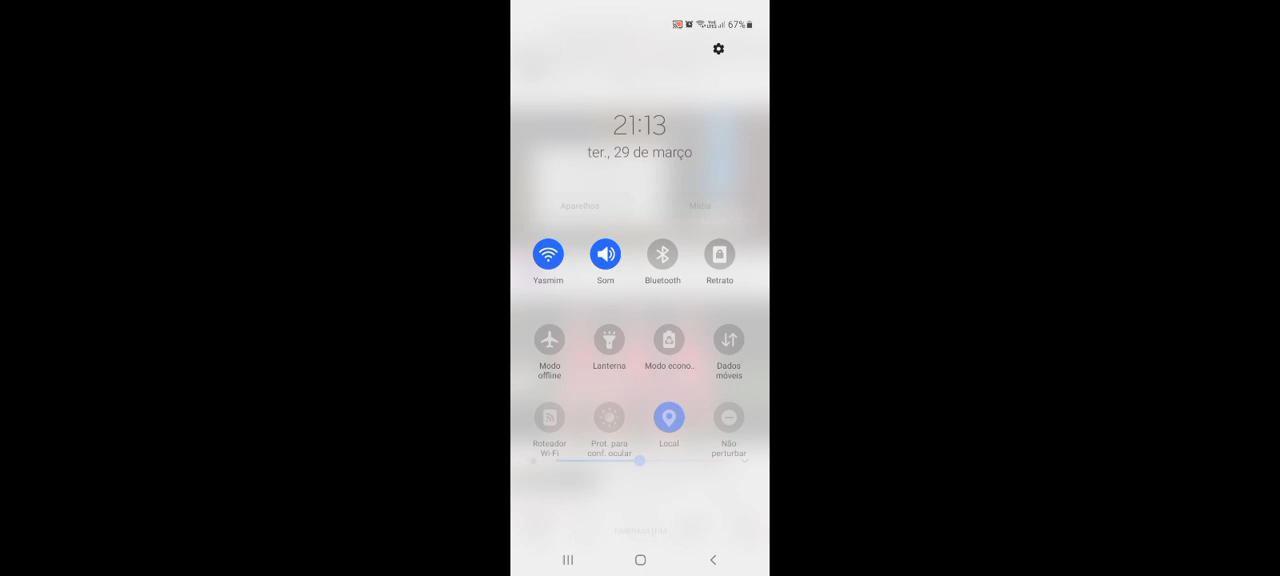 67%
21:13
ter., 29 de março
Aparelhos Mídia
Yasmim Som Bluetooth Retrato
Modo offline Lanterna Modo econo.. Dados móveis
Roteador Wi-Fi Prot. para conf. ocular Local Não perturbar